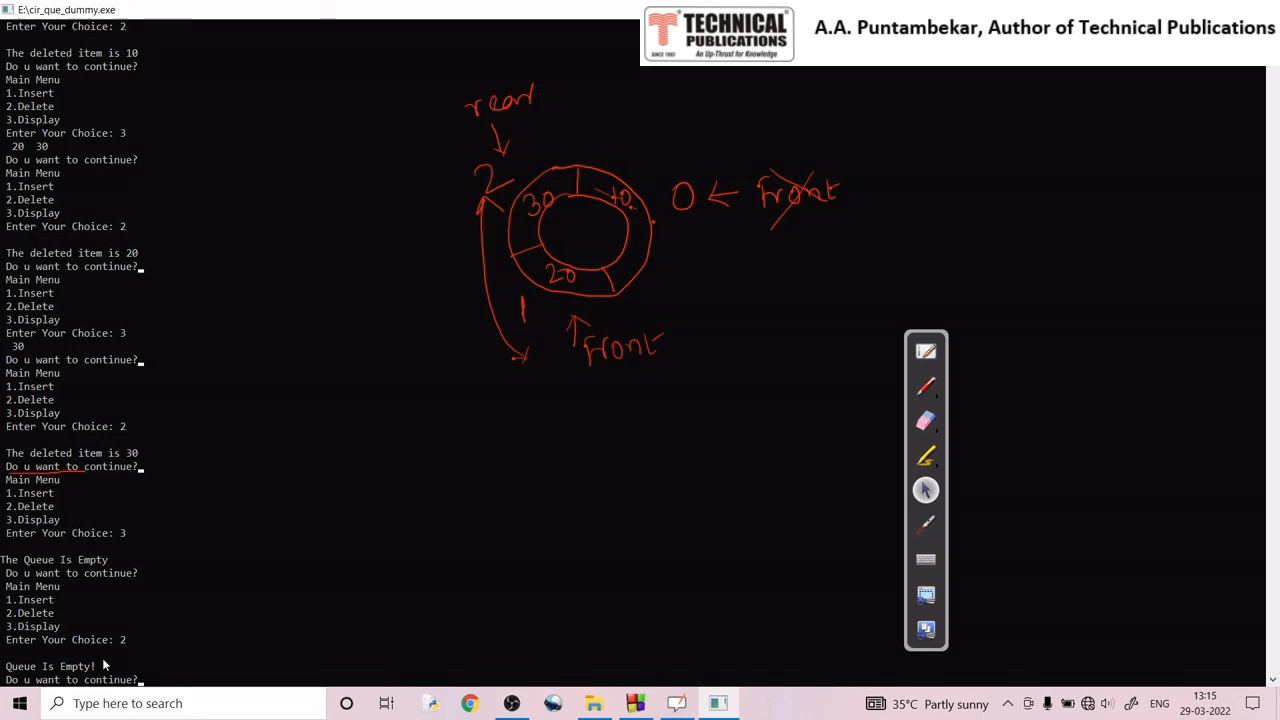 E:\cir_que_dummy.exe
Enter Your Choice: 2
The deleted item is 10
Do u want to continue?
Main Menu
1.Insert
2.Delete
3.Display
Enter Your Choice: 3
20 30
Do u want to continue?
Main Menu
1.Insert
2.Delete
3.Display
Enter Your Choice: 2
The deleted item is 20
Do u want to continue?
Main Menu
1.Insert
2.Delete
3.Display
Enter Your Choice: 3
30
Do u want to continue?
Main Menu
1.Insert
2.Delete
3.Display
Enter Your Choice: 2
The deleted item is 30
Do u want to continue?
Main Menu
1.Insert
2.Delete
3.Display
Enter Your Choice: 3
The Queue Is Empty
Do u want to continue?
Main Menu
1.Insert
2.Delete
3.Display
Enter Your Choice: 2
Queue Is Empty!
Do u want to continue?
TECHNICAL
PUBLICATIONS
SINCE 1993 An Up-Thrust for Knowledge
A.A. Puntambekar, Author of Technical Publications
rear
2
30
10
0 ← Front
20
1
Front
Type here to search
35°C Partly sunny
ENG
13:15
29-03-2022